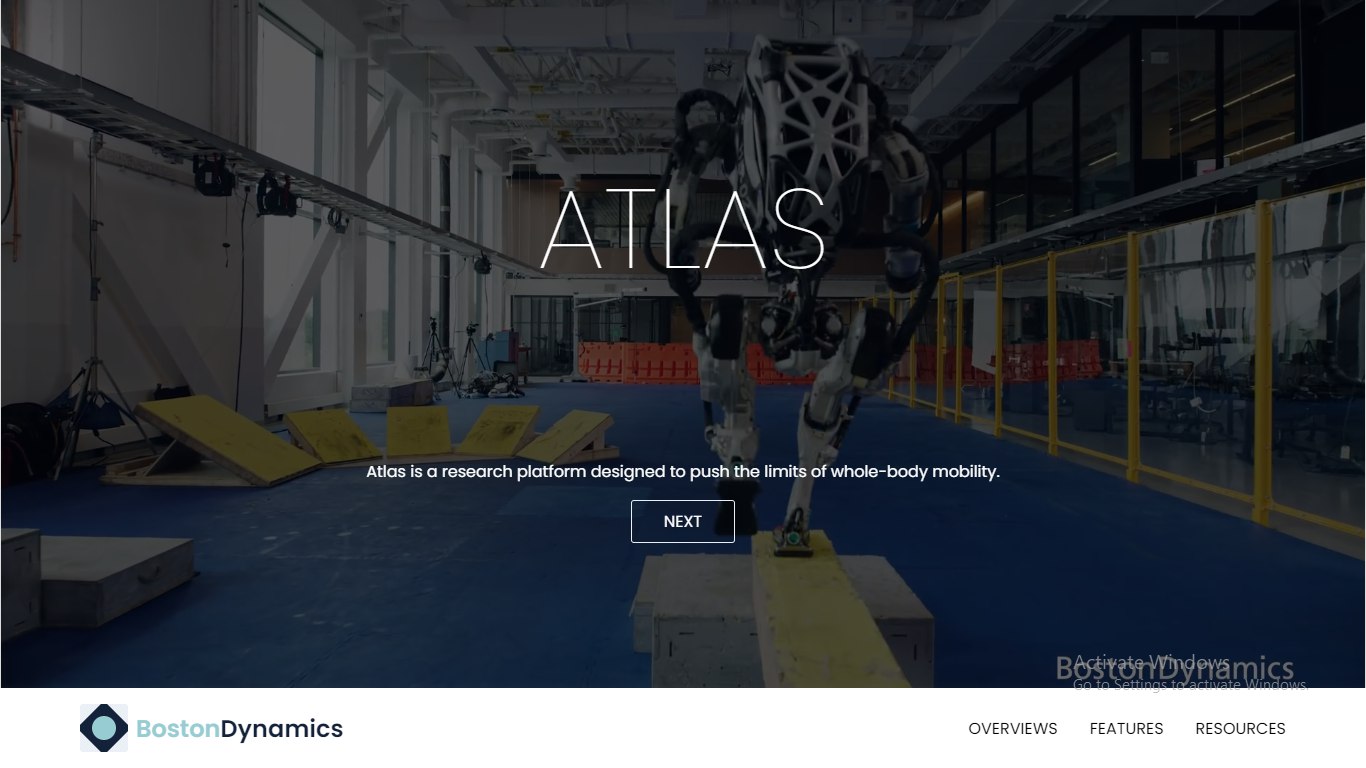 ATLAS
Atlas is a research platform designed to push the limits of whole-body mobility.
NEXT
Activate Windows
BostonDynamics
Go to Settings to activate Windows.
BostonDynamics
OVERVIEWS FEATURES RESOURCES